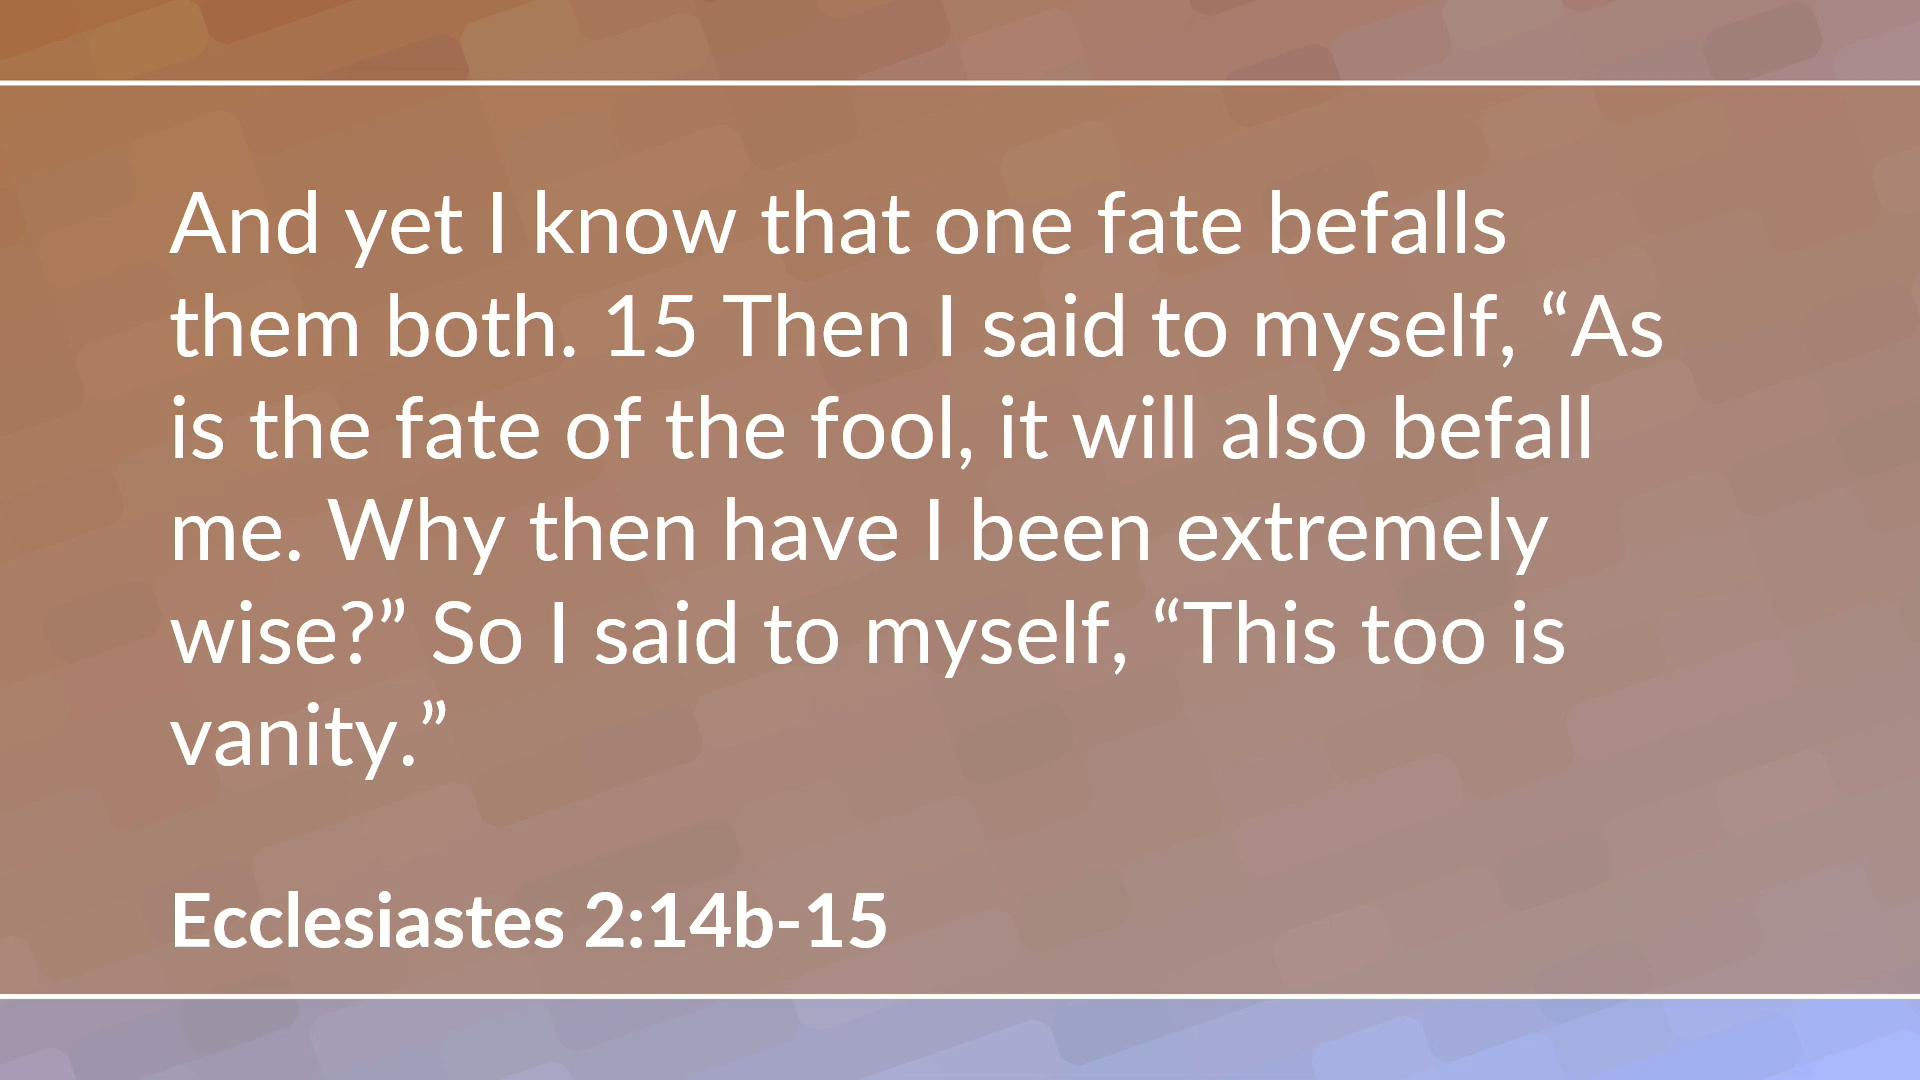 And yet I know that one fate befalls
them both. 15 Then I said to myself, “As
is the fate of the fool, it will also befall
me. Why then have I been extremely
wise?” So I said to myself, “This too is
vanity.”
Ecclesiastes 2:14b-15